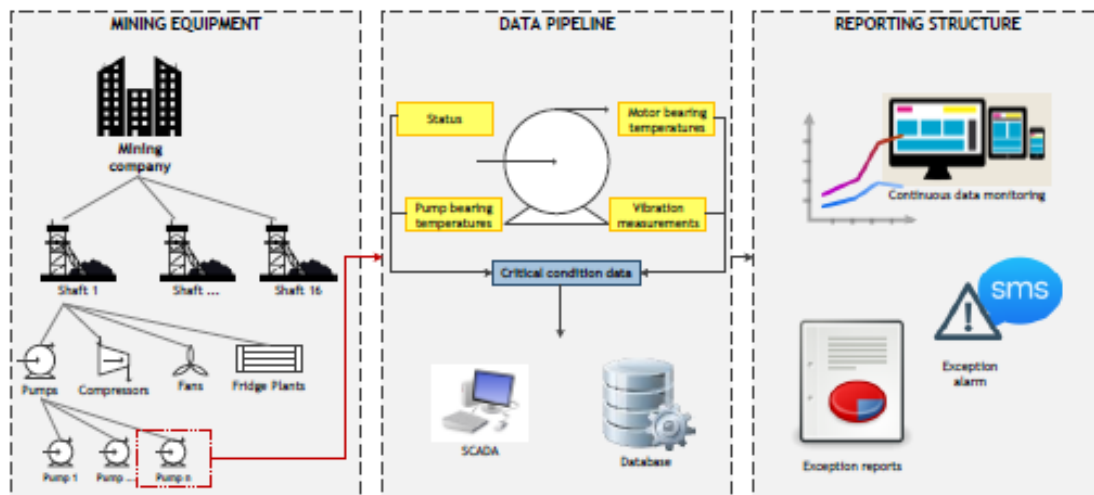 MINING EQUIPMENT
Mining
company
Shaft 1
Shaft ...
Shaft 16
Pumps
Compressors
Fans
Fridge Plants
Pump 1
Pump ...
Pump n
DATA PIPELINE
Status
Motor bearing
temperatures
Pump bearing
temperatures
Vibration
measurements
Critical condition data
SCADA
Database
REPORTING STRUCTURE
Continuous data monitoring
sms
Exception
alarm
Exception reports